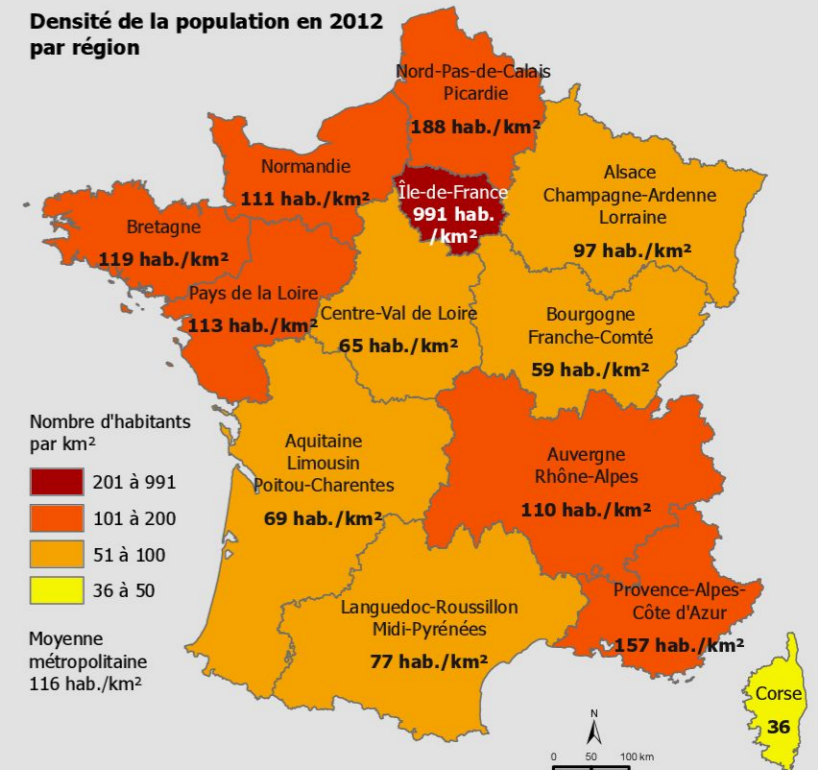 Densité de la population en 2012
par région
Nord-Pas-de-Calais
Picardie
188 hab./km²
Normandie
111 hab./km²
Île-de-France
991 hab.
/km²
Alsace
Champagne-Ardenne
Lorraine
97 hab./km²
Bretagne
119 hab./km²
Pays de la Loire
113 hab./km²
Centre-Val de Loire
65 hab./km²
Bourgogne
Franche-Comté
59 hab./km²
Nombre d'habitants
par km²
201 à 991
101 à 200
51 à 100
36 à 50
Moyenne
métropolitaine
116 hab./km²
Aquitaine
Limousin
Poitou-Charentes
69 hab./km²
Auvergne
Rhône-Alpes
110 hab./km²
Languedoc-Roussillon
Midi-Pyrénées
77 hab./km²
Provence-Alpes-
Côte d'Azur
157 hab./km²
Corse
36
N
0 50 100 km